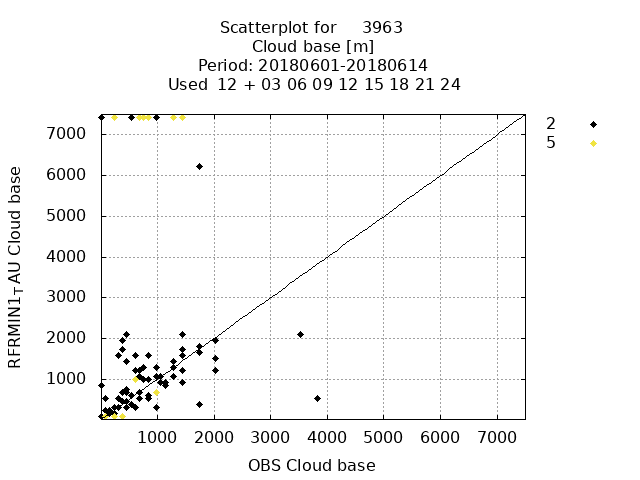 Scatterplot for 3963
Cloud base [m]
Period: 20180601-20180614
Used 12 + 03 06 09 12 15 18 21 24
2
5
7000
6000
5000
4000
3000
2000
1000
RFRMIN1TAU Cloud base
1000 2000 3000 4000 5000 6000 7000
OBS Cloud base